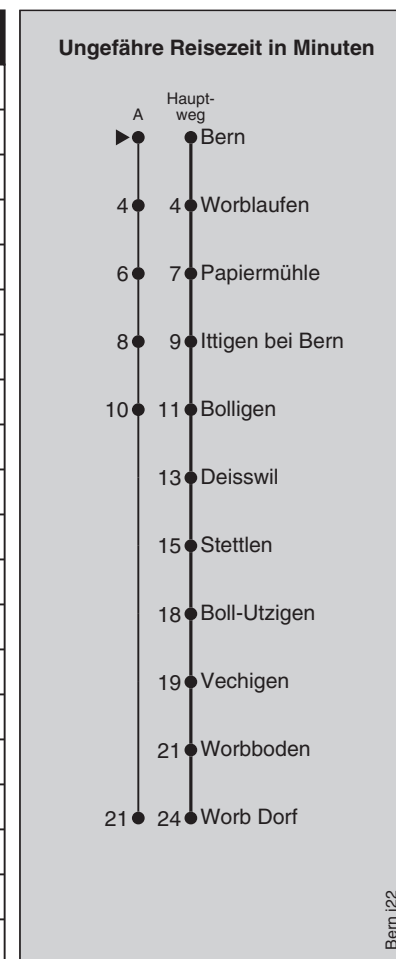 Ungefähre Reisezeit in Minuten
A Haupt-
weg
Bern
4 4 Worblaufen
6 7 Papiermühle
8 9 Ittigen bei Bern
10 11 Bolligen
13 Deisswil
15 Stettlen
18 Boll-Utzigen
19 Vechigen
21 Worbboden
21 24 Worb Dorf
Bern j22